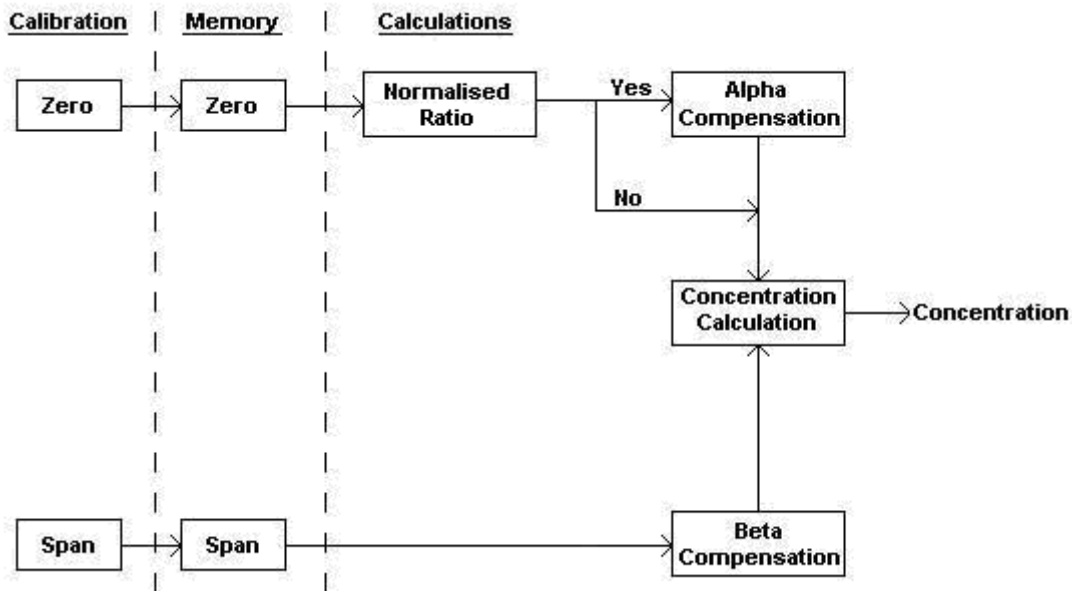 Calibration
Memory
Calculations
Zero
Zero
Normalised
Ratio
Yes
Alpha
Compensation
No
Concentration
Calculation
Concentration
Span
Span
Beta
Compensation